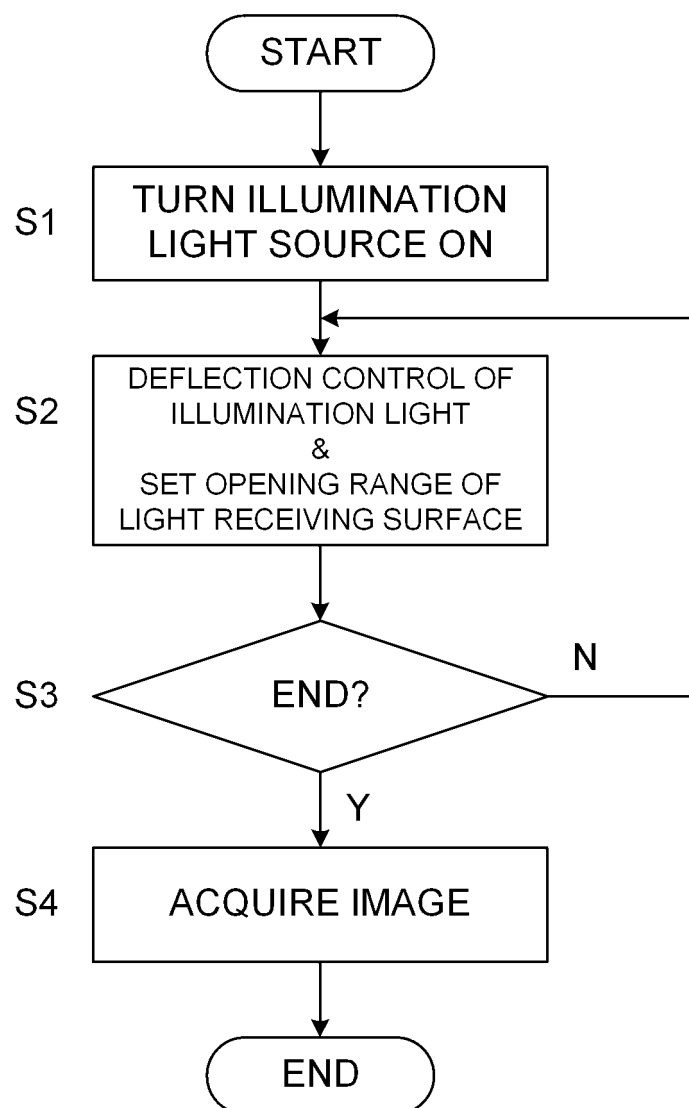 START
S1
TURN ILLUMINATION
LIGHT SOURCE ON
S2
DEFLECTION CONTROL OF
ILLUMINATION LIGHT
&
SET OPENING RANGE OF
LIGHT RECEIVING SURFACE
S3
END?
N
Y
S4
ACQUIRE IMAGE
END